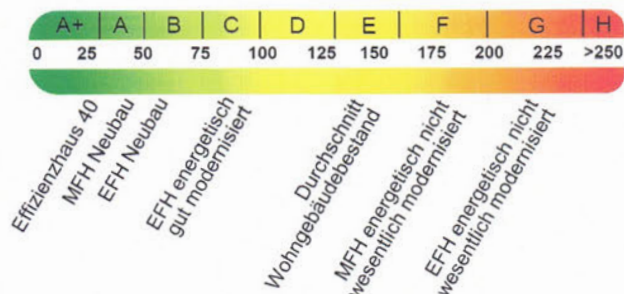 A+ A B C D E F G H
0 25 50 75 100 125 150 175 200 225 >250
Effizienzhaus 40
MFH Neubau
EFH Neubau
EFH energetisch
gut modernisiert
Durchschnitt
Wohngebäudebestand
MFH energetisch nicht
wesentlich modernisiert
EFH energetisch nicht
wesentlich modernisiert